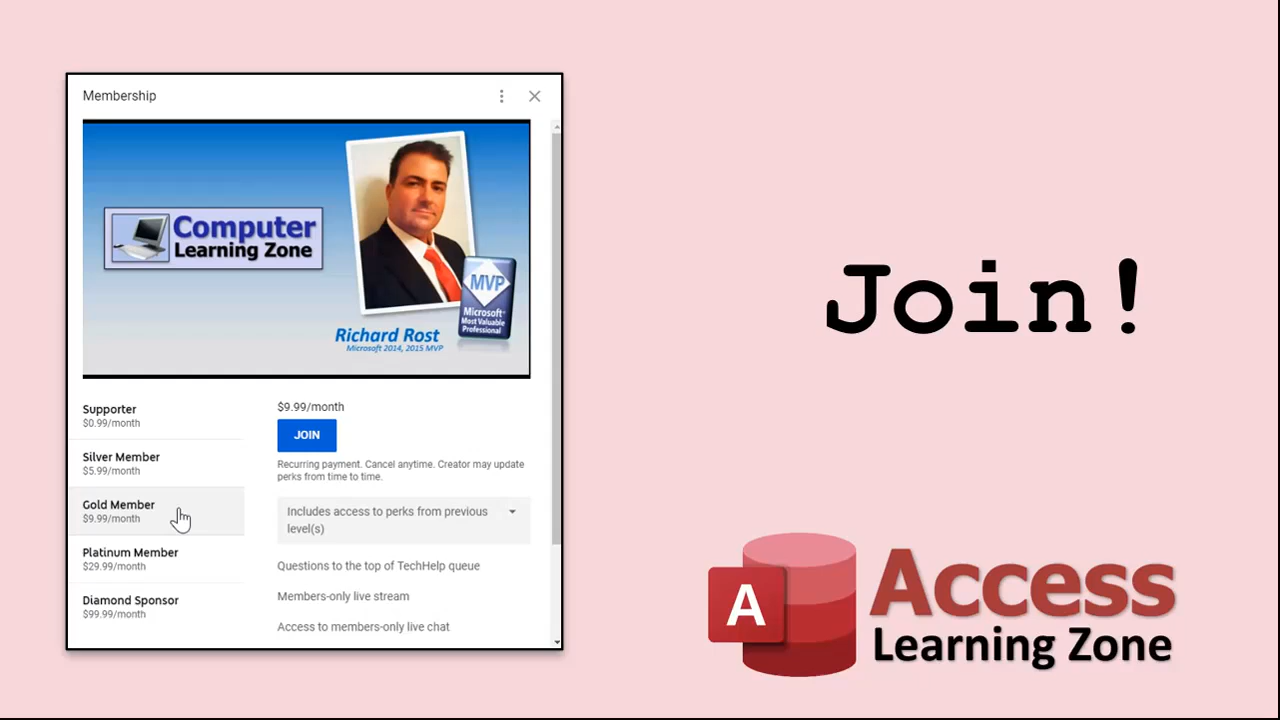 Membership
Computer
Learning Zone
MVP
Microsoft®
Most Valuable
Professional
Richard Rost
Microsoft 2014, 2015 MVP
Supporter
$0.99/month
Silver Member
$5.99/month
Gold Member
$9.99/month
Platinum Member
$29.99/month
Diamond Sponsor
$99.99/month
$9.99/month
JOIN
Recurring payment. Cancel anytime. Creator may update
perks from time to time.
Includes access to perks from previous
level(s)
Questions to the top of TechHelp queue
Members-only live stream
Access to members-only live chat
Join!
A
Access
Learning Zone